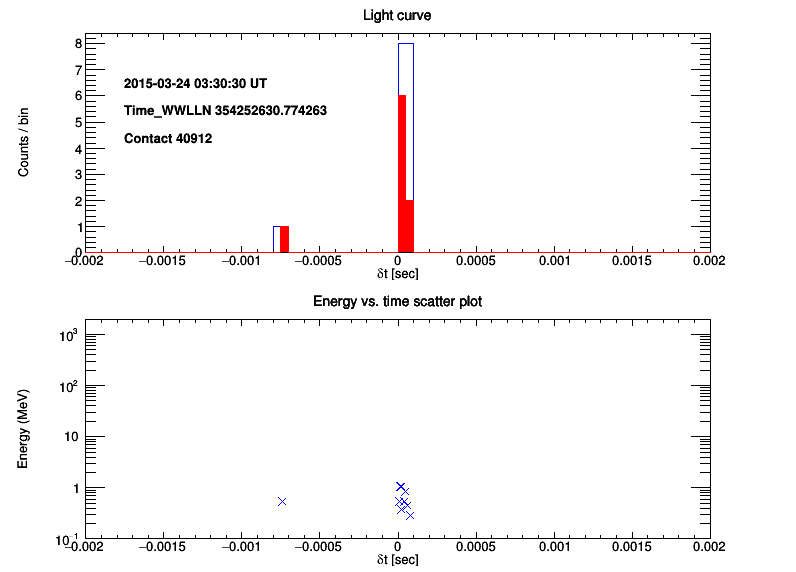 Light curve
Counts / bin
8
7
6
5
4
3
2
1
0
2015-03-24 03:30:30 UT
Time_WWLLN 354252630.774263
Contact 40912
−0.002 −0.0015 −0.001 −0.0005 0 0.0005 0.001 0.0015 0.002
δt [sec]
Energy vs. time scatter plot
Energy (MeV)
10³
10²
10
1
10⁻¹
−0.002 −0.0015 −0.001 −0.0005 0 0.0005 0.001 0.0015 0.002
δt [sec]